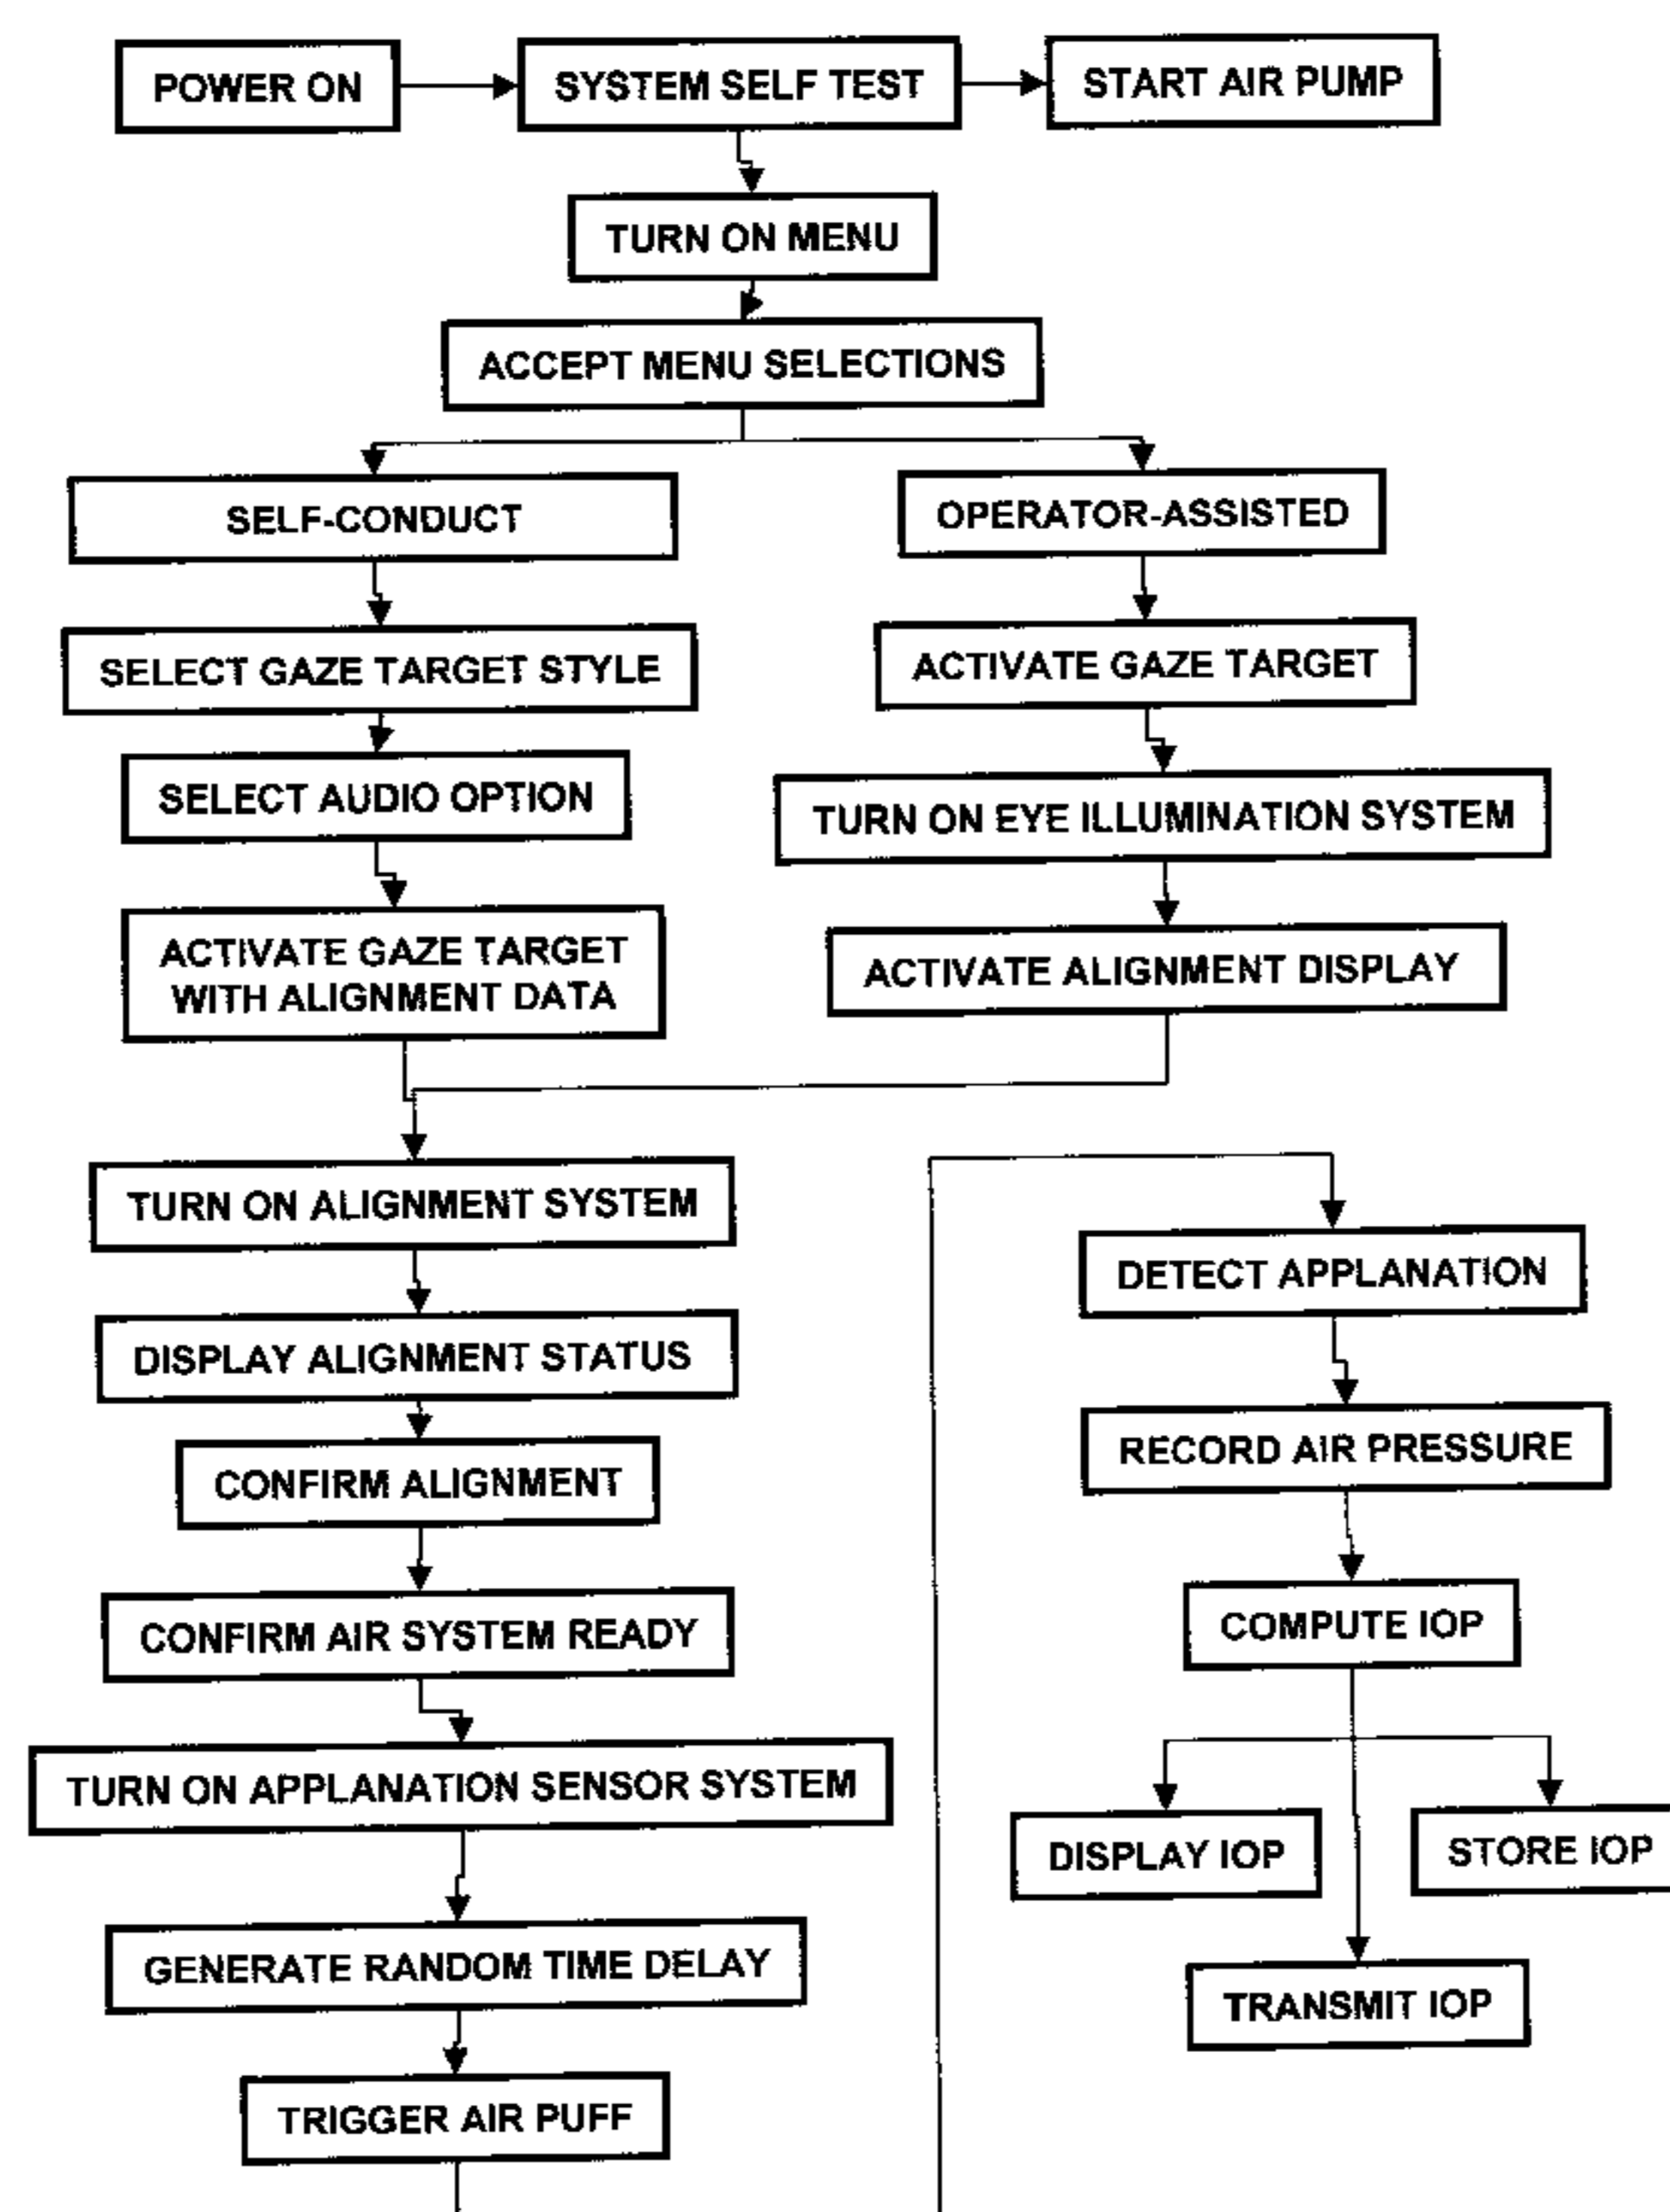 POWER ON
SYSTEM SELF TEST
START AIR PUMP
TURN ON MENU
ACCEPT MENU SELECTIONS
SELF-CONDUCT
OPERATOR-ASSISTED
SELECT GAZE TARGET STYLE
ACTIVATE GAZE TARGET
SELECT AUDIO OPTION
TURN ON EYE ILLUMINATION SYSTEM
ACTIVATE GAZE TARGET
WITH ALIGNMENT DATA
ACTIVATE ALIGNMENT DISPLAY
TURN ON ALIGNMENT SYSTEM
DISPLAY ALIGNMENT STATUS
CONFIRM ALIGNMENT
CONFIRM AIR SYSTEM READY
TURN ON APPLANATION SENSOR SYSTEM
GENERATE RANDOM TIME DELAY
TRIGGER AIR PUFF
DETECT APPLANATION
RECORD AIR PRESSURE
COMPUTE IOP
DISPLAY IOP
STORE IOP
TRANSMIT IOP